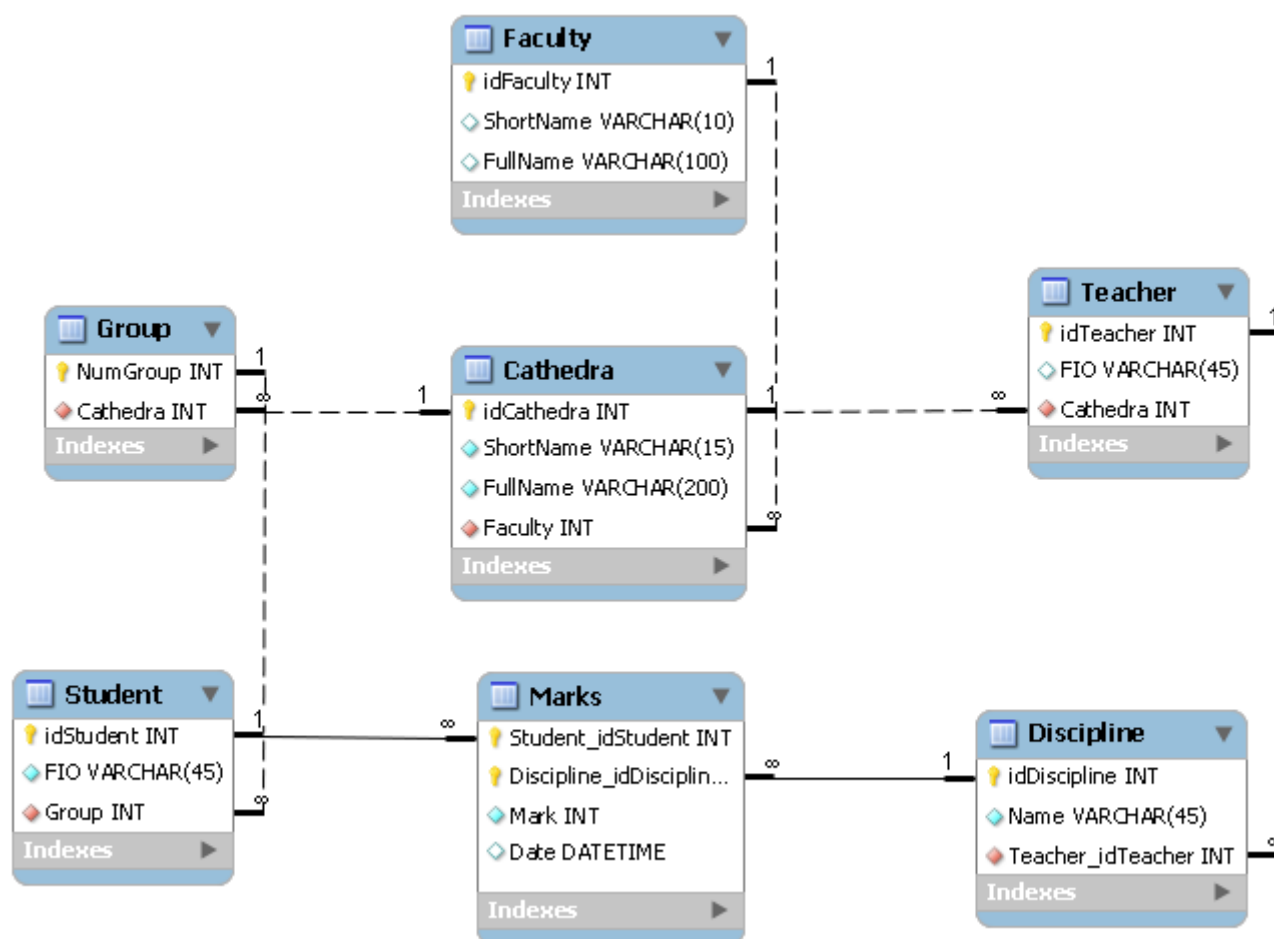 Faculty
idFaculty INT
ShortName VARCHAR(10)
FullName VARCHAR(100)
Indexes
1
Group
NumGroup INT
Cathedra INT
Indexes
1
∞
Cathedra
idCathedra INT
ShortName VARCHAR(15)
FullName VARCHAR(200)
Faculty INT
Indexes
1
1
∞
Teacher
idTeacher INT
FIO VARCHAR(45)
Cathedra INT
Indexes
1
∞
Student
idStudent INT
FIO VARCHAR(45)
Group INT
Indexes
1
∞
Marks
Student_idStudent INT
Discipline_idDisciplin...
Mark INT
Date DATETIME
Indexes
∞
∞
Discipline
idDiscipline INT
Name VARCHAR(45)
Teacher_idTeacher INT
Indexes
1
∞